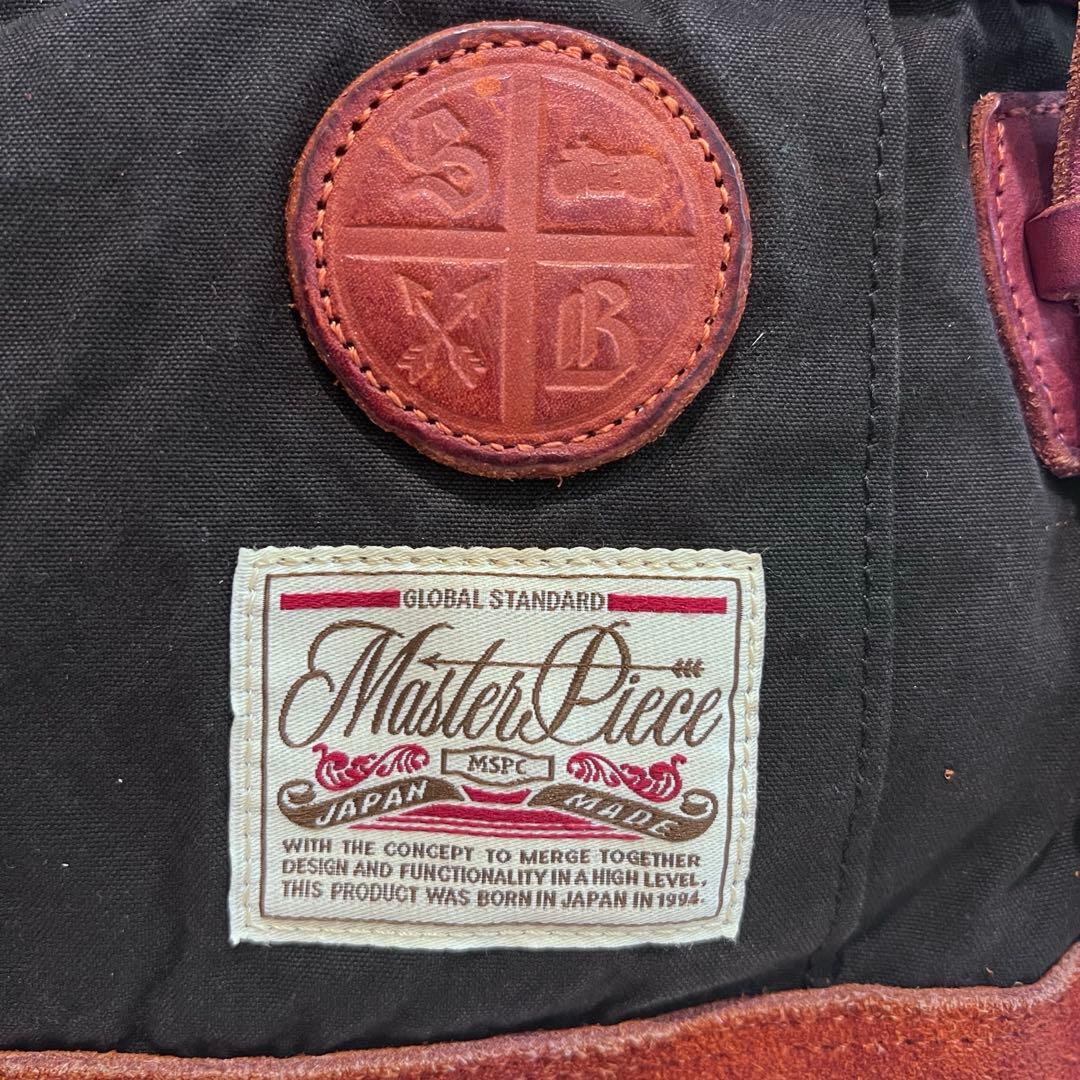 S
B
GLOBAL STANDARD
MasterPiece
MSPC
JAPAN MADE
WITH THE CONCEPT TO MERGE TOGETHER
DESIGN AND FUNCTIONALITY IN A HIGH LEVEL,
THIS PRODUCT WAS BORN IN JAPAN IN 1994.